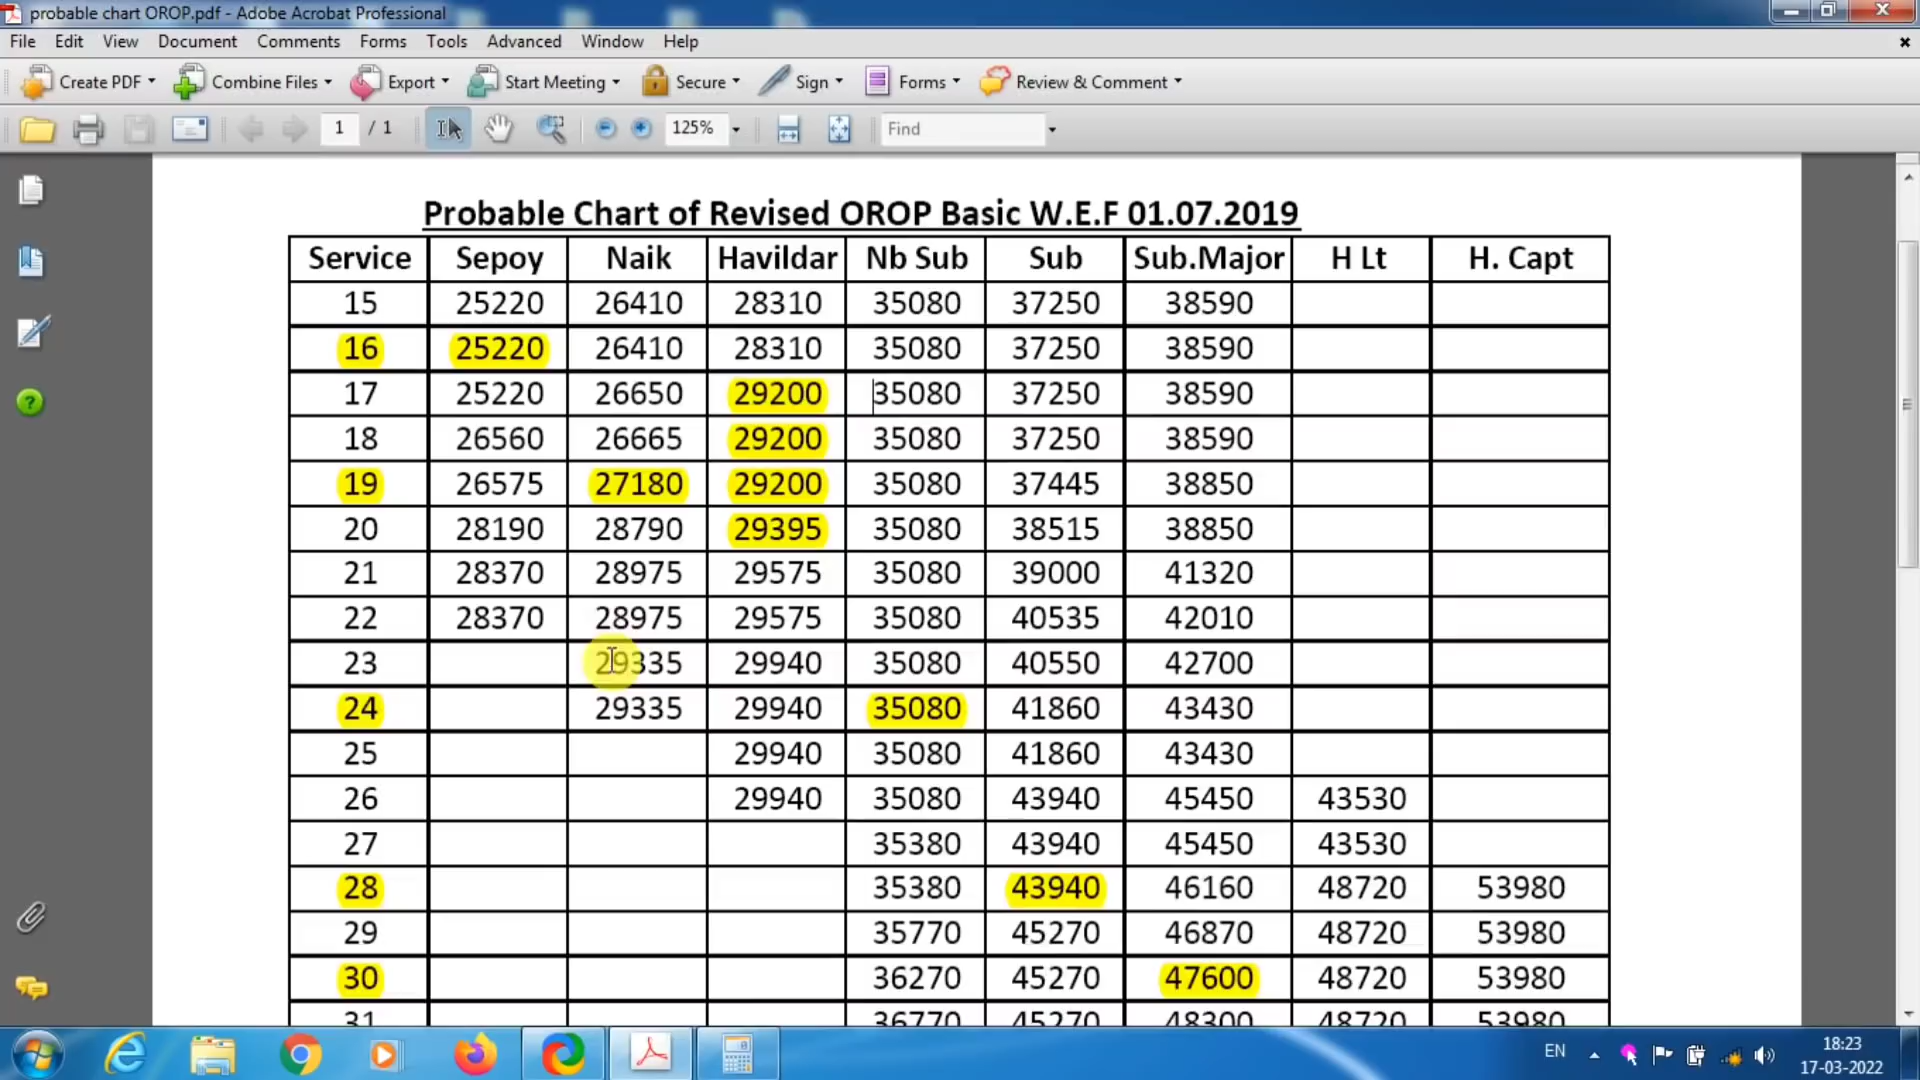 probable chart OROP.pdf - Adobe Acrobat Professional
File Edit View Document Comments Forms Tools Advanced Window Help
Create PDF Combine Files Export Start Meeting Secure Sign Forms Review & Comment
1 / 1 125% Find
Probable Chart of Revised OROP Basic W.E.F 01.07.2019
Service Sepoy Naik Havildar Nb Sub Sub Sub.Major H Lt H. Capt
15 25220 26410 28310 35080 37250 38590
16 25220 26410 28310 35080 37250 38590
17 25220 26650 29200 35080 37250 38590
18 26560 26665 29200 35080 37250 38590
19 26575 27180 29200 35080 37445 38850
20 28190 28790 29395 35080 38515 38850
21 28370 28975 29575 35080 39000 41320
22 28370 28975 29575 35080 40535 42010
23 29335 29940 35080 40550 42700
24 29335 29940 35080 41860 43430
25 29940 35080 41860 43430
26 29940 35080 43940 45450 43530
27 35380 43940 45450 43530
28 35380 43940 46160 48720 53980
29 35770 45270 46870 48720 53980
30 36270 45270 47600 48720 53980
31 36770 45270 48300 48720 53980
EN 18:23
17-03-2022